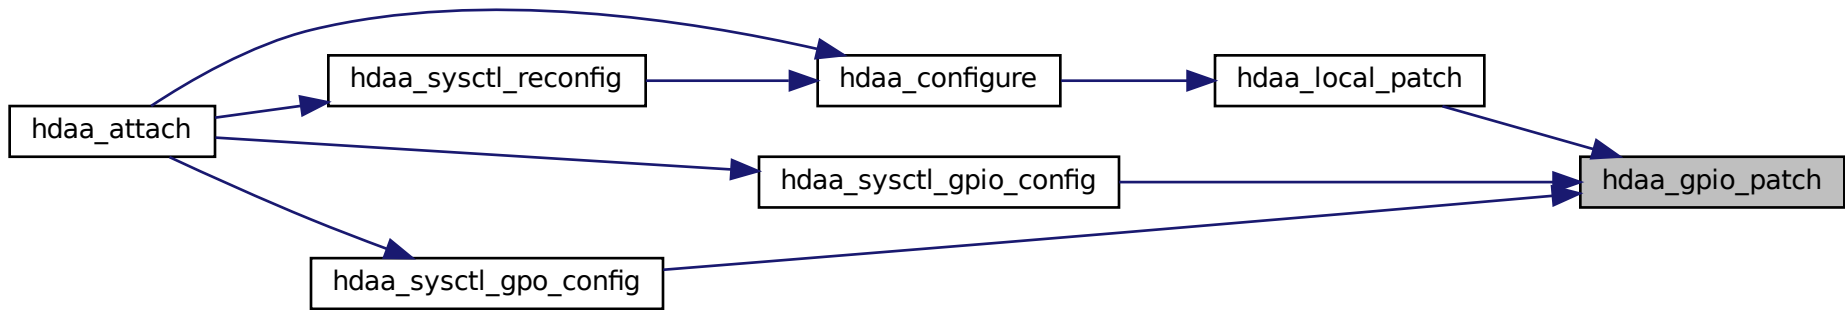 hdaa_sysctl_reconfig
hdaa_configure
hdaa_local_patch
hdaa_attach
hdaa_sysctl_gpio_config
hdaa_gpio_patch
hdaa_sysctl_gpo_config